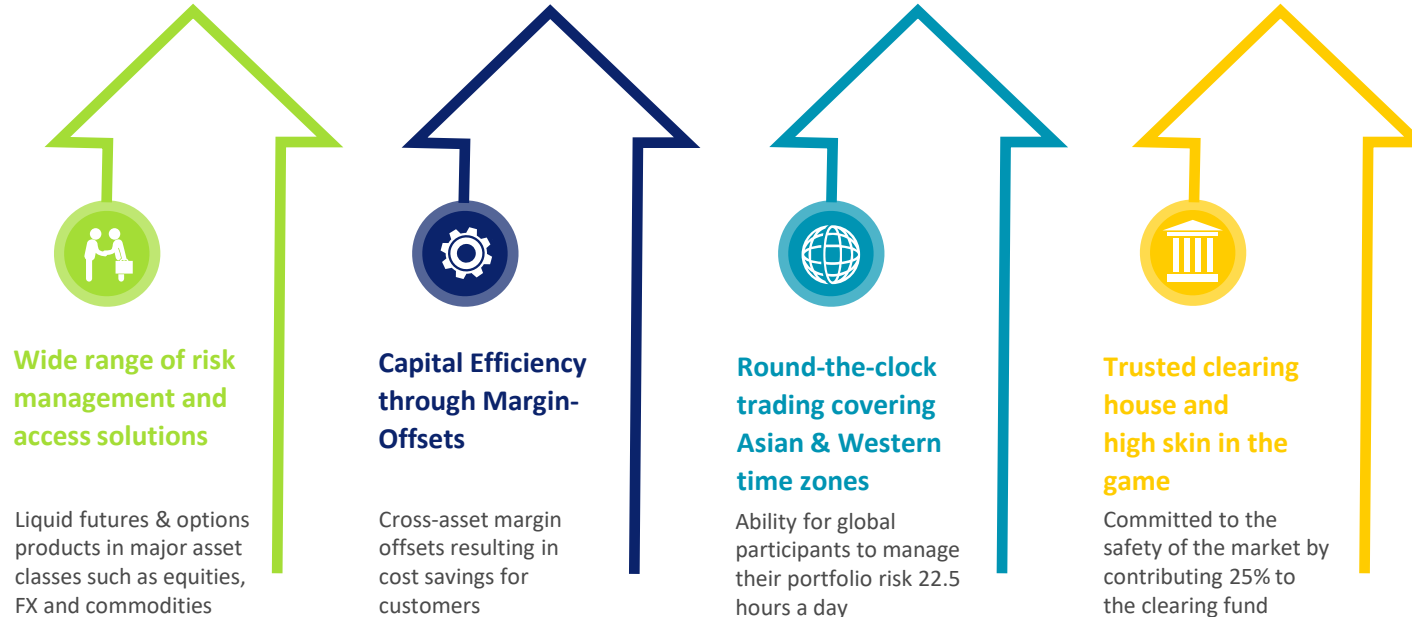 Wide range of risk
management and
access solutions
Liquid futures & options
products in major asset
classes such as equities,
FX and commodities
Capital Efficiency
through Margin-
Offsets
Cross-asset margin
offsets resulting in
cost savings for
customers
Round-the-clock
trading covering
Asian & Western
time zones
Ability for global
participants to manage
their portfolio risk 22.5
hours a day
Trusted clearing
house and
high skin in the
game
Committed to the
safety of the market by
contributing 25% to
the clearing fund